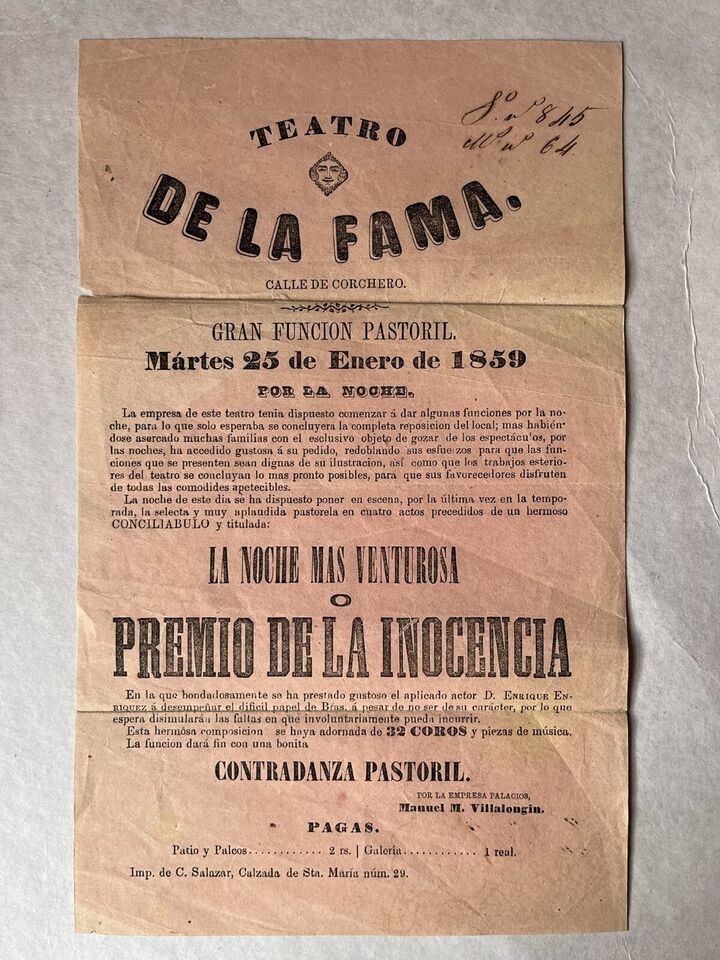 Sº nº 845
Mº nº 64
TEATRO
DE LA FAMA.
CALLE DE CORCHERO.
GRAN FUNCION PASTORIL.
Mártes 25 de Enero de 1859
POR LA NOCHE.
La empresa de este teatro tenia dispuesto comenzar á dar algunas funciones por la no-
che, para lo que solo esperaba se concluyera la completa reposicion del local; mas habién-
dose asercado muchas familias con el esclusivo objeto de gozar de los espectáculos, por
las noches, ha accedido gustosa á su pedido, redoblando sus esfuezos para que las fun-
ciones que se presenten sean dignas de su ilustracion, así como que los trabajos esterio-
res del teatro se concluyan lo mas pronto posibles, para que sus favorecedores disfruten
de todas las comodides apetecibles.
La noche de este dia se ha dispuesto poner en escena, por la última vez en la tempo-
rada, la selecta y muy aplaudida pastorela en cuatro actos precedidos de un hermoso
CONCILIABULO y titulada:
LA NOCHE MAS VENTUROSA
O
PREMIO DE LA INOCENCIA
En la que bondadosamente se ha prestado gustoso el aplicado actor D. ENRIQUE EN-
RIQUEZ á desempeñar el dificil papel de Bras, á pesar de no ser de su carácter, por lo que
espera disimularán las faltas en que involuntariamente pueda incurrir.
Esta hermosa composicion se haya adornada de 32 COROS y piezas de música.
La funcion dará fin con una bonita
CONTRADANZA PASTORIL.
POR LA EMPRESA PALACIOS,
Manuel M. Villalongin.
PAGAS.
Patio y Palcos............ 2 rs. | Galería............ 1 real.
Imp. de C. Salazar, Calzada de Sta. María núm. 29.